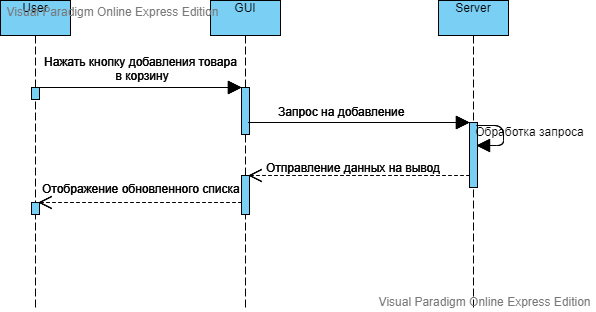 User
GUI
Server
Visual Paradigm Online Express Edition
Нажать кнопку добавления товара
в корзину
Запрос на добавление
Обработка запроса
Отправление данных на вывод
Отображение обновленного списка
Visual Paradigm Online Express Edition